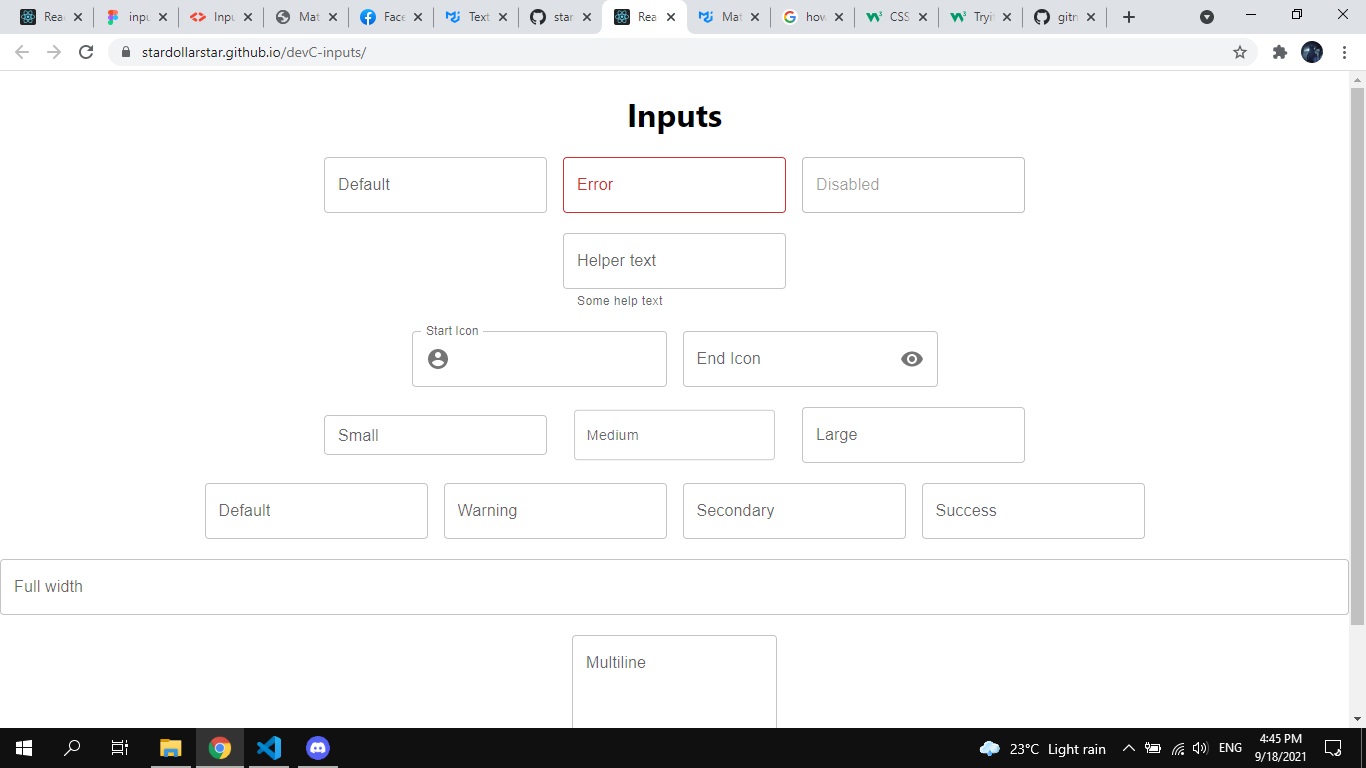 Rea
inpu
Inpu
Mat
Face
Text
star
Rea
Mat
how
CSS
Tryi
gitn
stardollarstar.github.io/devC-inputs/
Inputs
Default
Error
Disabled
Helper text
Some help text
Start Icon
End Icon
Small
Medium
Large
Default
Warning
Secondary
Success
Full width
Multiline
23°C Light rain
ENG
4:45 PM
9/18/2021